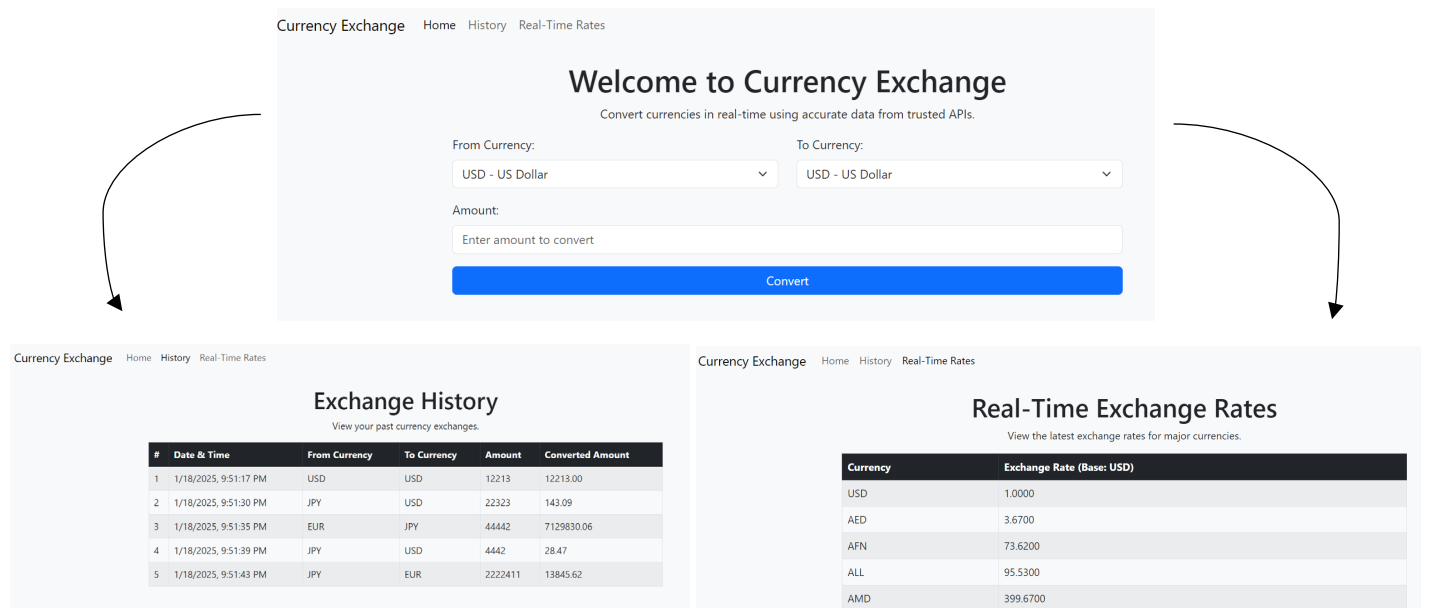 Currency Exchange Home History Real-Time Rates
Welcome to Currency Exchange
Convert currencies in real-time using accurate data from trusted APIs.
From Currency: To Currency:
USD - US Dollar USD - US Dollar
Amount:
Enter amount to convert
Convert
Currency Exchange Home History Real-Time Rates
Exchange History
View your past currency exchanges.
# Date & Time From Currency To Currency Amount Converted Amount
1 1/18/2025, 9:51:17 PM USD USD 12213 12213.00
2 1/18/2025, 9:51:30 PM JPY USD 22323 143.09
3 1/18/2025, 9:51:35 PM EUR JPY 44442 7129830.06
4 1/18/2025, 9:51:39 PM JPY USD 4442 28.47
5 1/18/2025, 9:51:43 PM JPY EUR 2222411 13845.62
Currency Exchange Home History Real-Time Rates
Real-Time Exchange Rates
View the latest exchange rates for major currencies.
Currency Exchange Rate (Base: USD)
USD 1.0000
AED 3.6700
AFN 73.6200
ALL 95.5300
AMD 399.6700